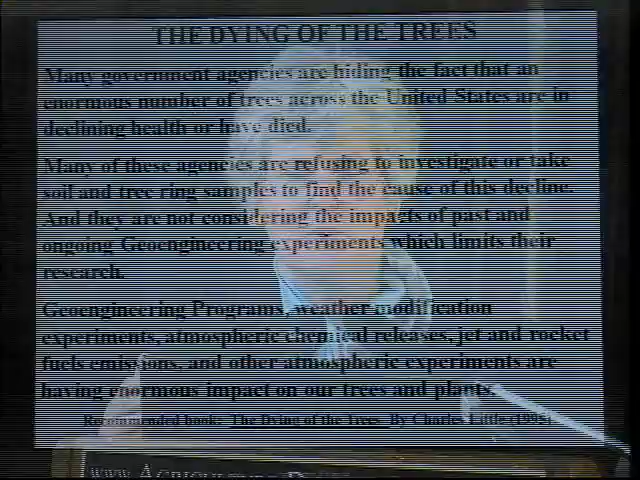 THE DYING OF THE TREES
Many government agencies are hiding the fact that an
enormous number of trees across the United States are in
declining health or have died.
Many of these agencies are refusing to investigate or take
soil and tree ring samples to find the cause of this decline.
And they are not considering the impacts of past and
ongoing Geoengineering experiments which limits their
research.
Geoengineering Programs, weather modification
experiments, atmospheric chemical releases, jet and rocket
fuels emissions, and other atmospheric experiments are
having enormous impact on our trees and plants.
Recommended book: The Dying of the Trees By Charles Little (1995)